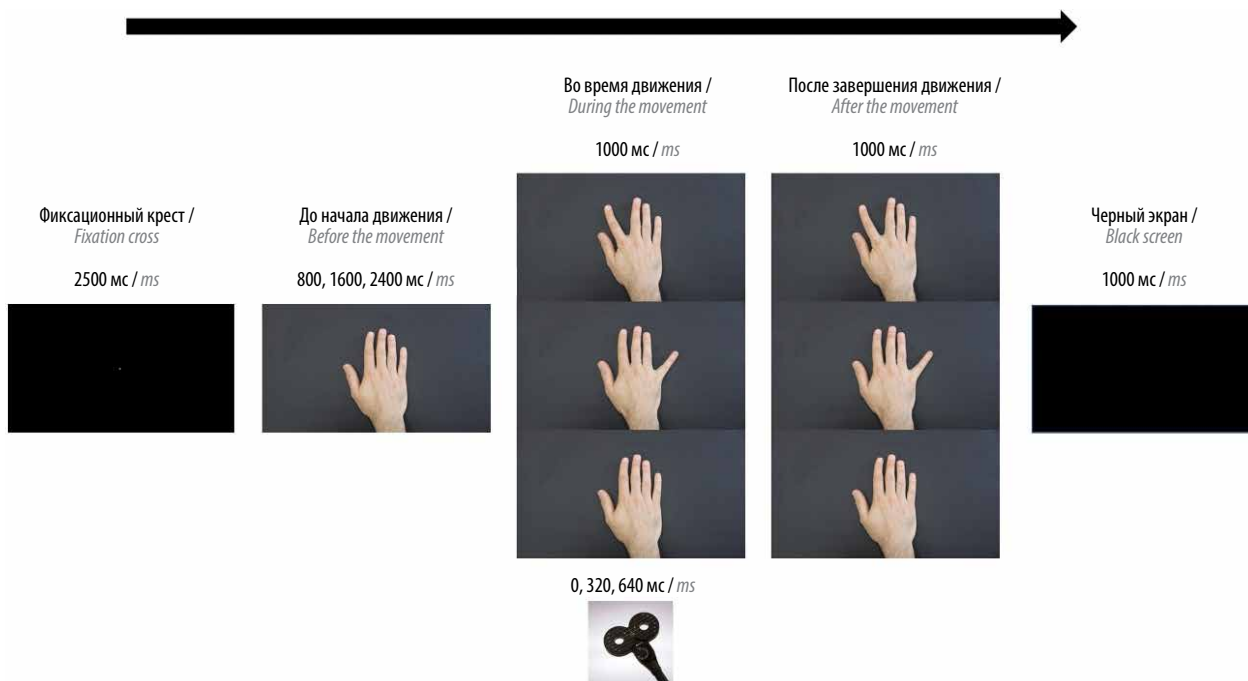 Во время движения /
During the movement
1000 мс / ms
После завершения движения /
After the movement
1000 мс / ms
Фиксационный крест /
Fixation cross
2500 мс / ms
До начала движения /
Before the movement
800, 1600, 2400 мс / ms
Черный экран /
Black screen
1000 мс / ms
0, 320, 640 мс / ms